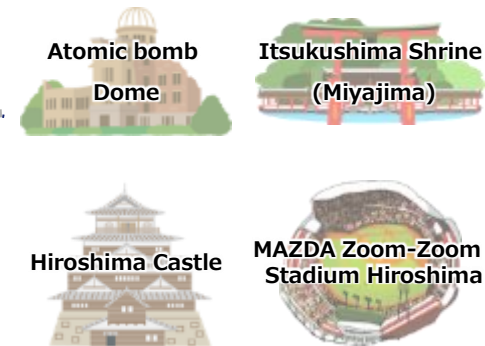 Atomic bomb
Dome
Itsukushima Shrine
(Miyajima)
Hiroshima Castle
MAZDA Zoom-Zoom
Stadium Hiroshima